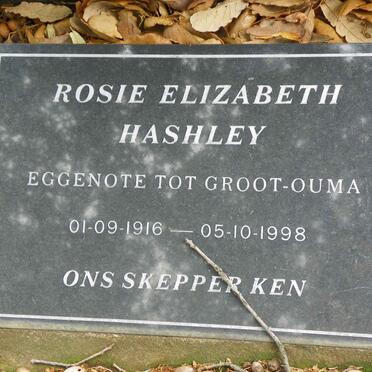 ROSIE ELIZABETH
HASHLEY
EGGENOTE TOT GROOT-OUMA
01-09-1916 — 05-10-1998
ONS SKEPPER KEN